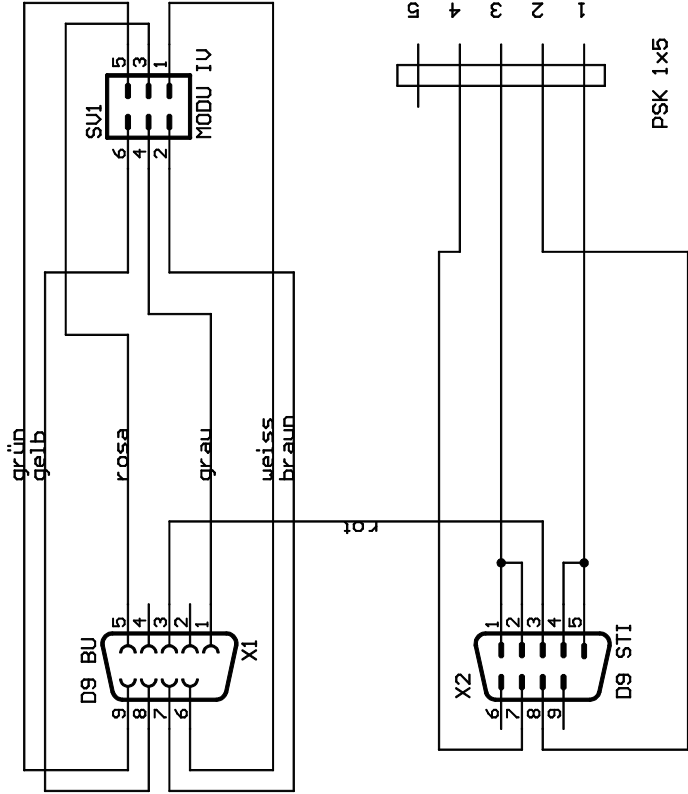 5 4 3 2 1
5 3 1
SV1
MODU IV
6 4 2
PSK 1x5
grün
gelb
rosa
grau
weiss
braun
rot
5 4 3 2 1
D9 BU
X1
9 8 7 6
1 2 3 4 5
X2
D9 STI
6 7 8 9